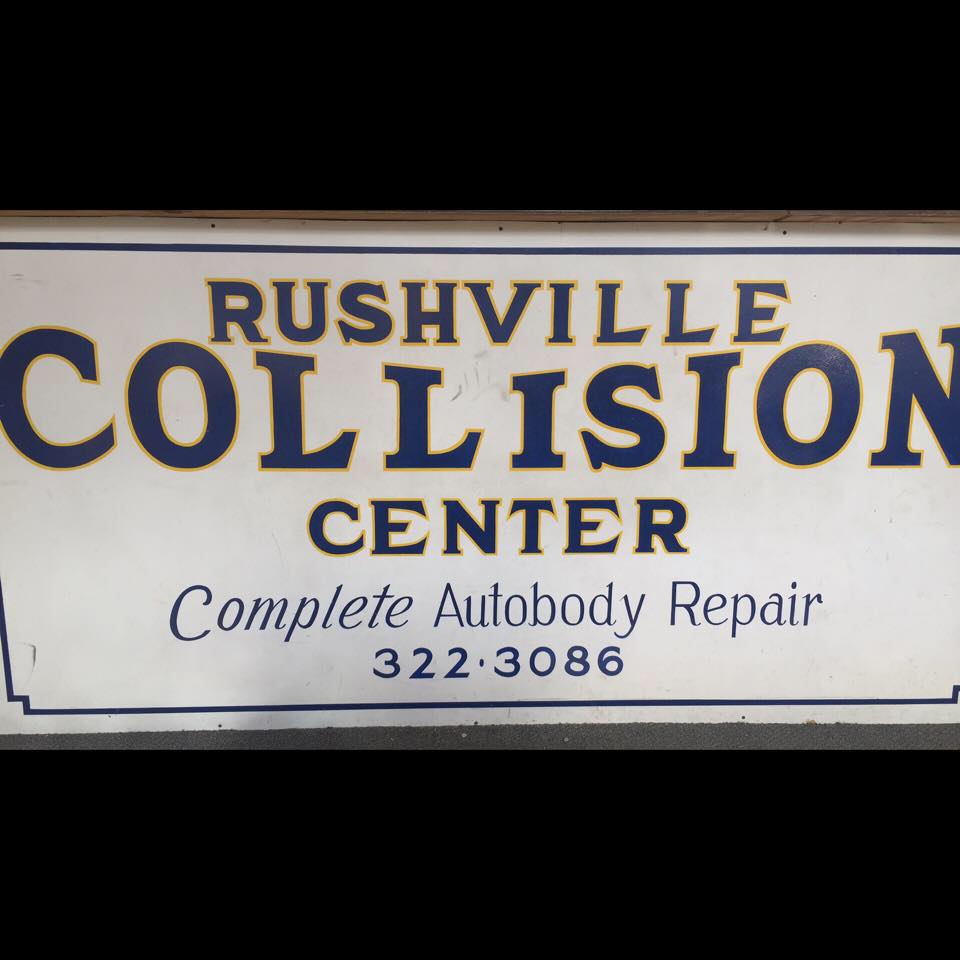 RUSHVILLE
COLLISION
CENTER
Complete Autobody Repair
322·3086